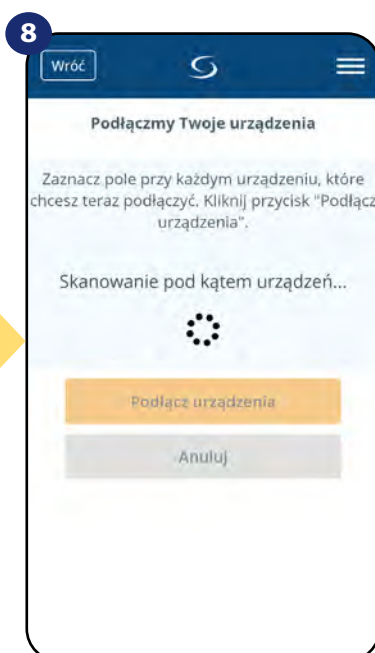 8
Wróć
Podłączmy Twoje urządzenia
Zaznacz pole przy każdym urządzeniu, które
chcesz teraz podłączyć. Kliknij przycisk "Podłącz
urządzenia".
Skanowanie pod kątem urządzeń...
Podłącz urządzenia
Anuluj